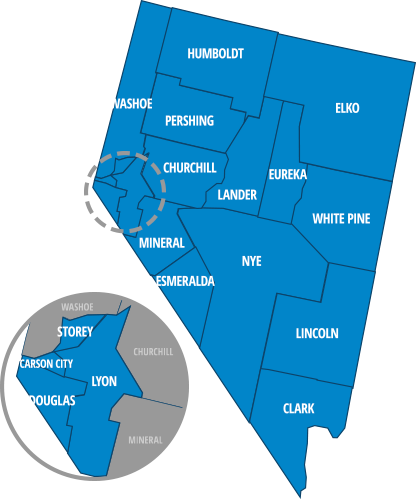 HUMBOLDT
WASHOE
ELKO
PERSHING
CHURCHILL
EUREKA
LANDER
WHITE PINE
MINERAL
NYE
ESMERALDA
WASHOE
STOREY
LINCOLN
CHURCHILL
CARSON CITY
LYON
DOUGLAS
CLARK
MINERAL